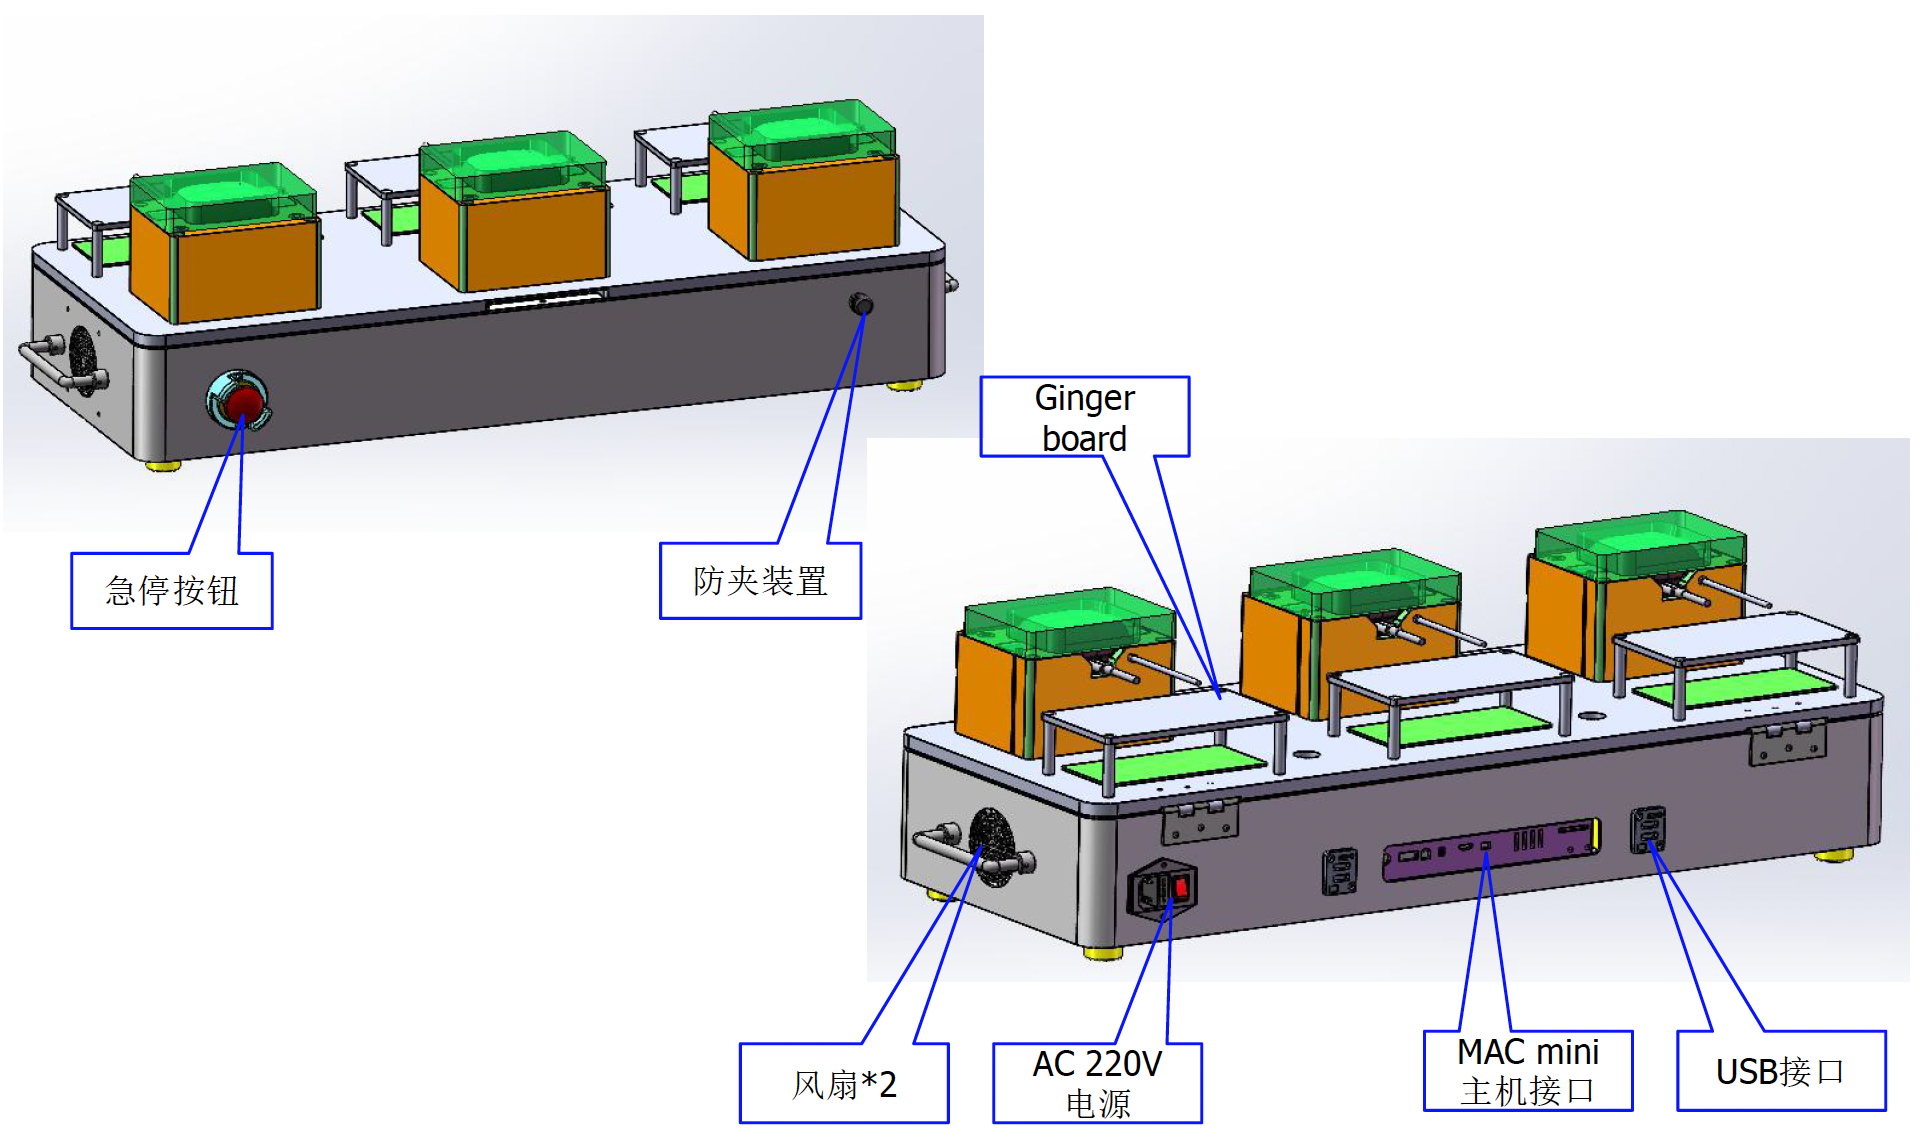 Ginger
board
急停按钮
防夹装置
风扇*2
AC 220V
电源
MAC mini
主机接口
USB接口